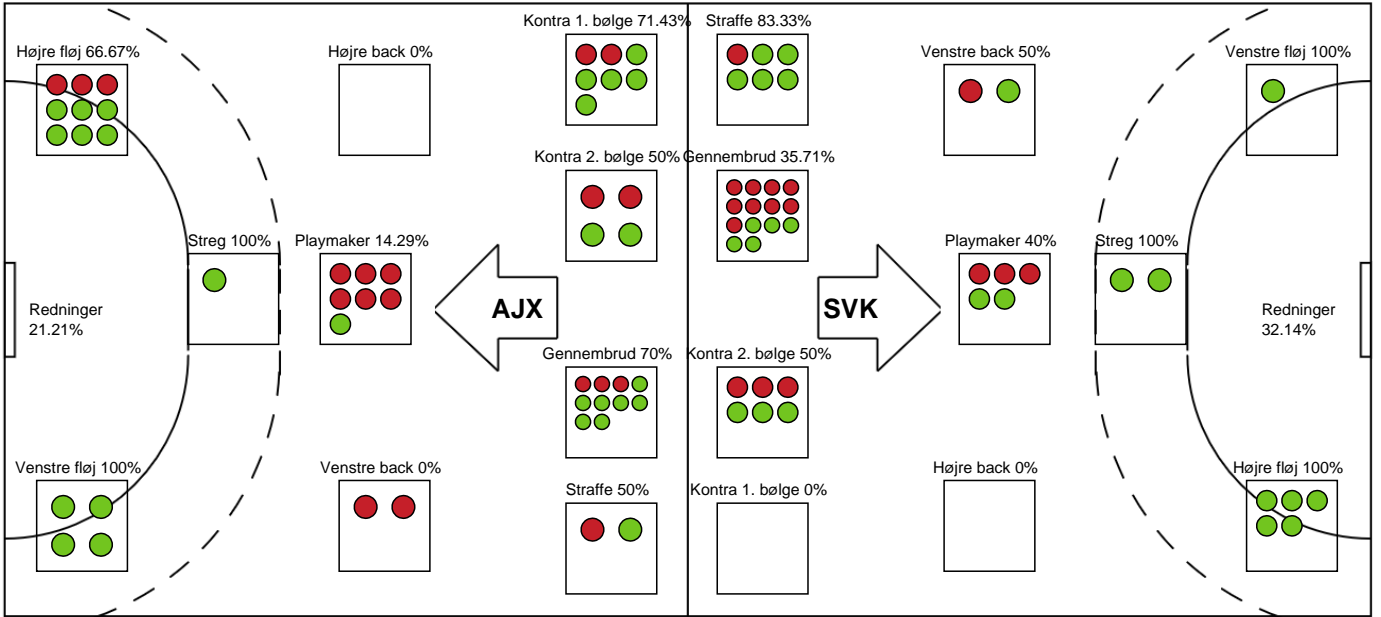 Kontra 1. bølge 71.43%
Straffe 83.33%
Højre fløj 66.67%
Højre back 0%
Venstre back 50%
Venstre fløj 100%
Kontra 2. bølge 50%
Gennembrud 35.71%
Streg 100%
Playmaker 14.29%
Playmaker 40%
Streg 100%
Redninger
21.21%
AJX
SVK
Redninger
32.14%
Gennembrud 70%
Kontra 2. bølge 50%
Venstre fløj 100%
Venstre back 0%
Højre back 0%
Højre fløj 100%
Straffe 50%
Kontra 1. bølge 0%